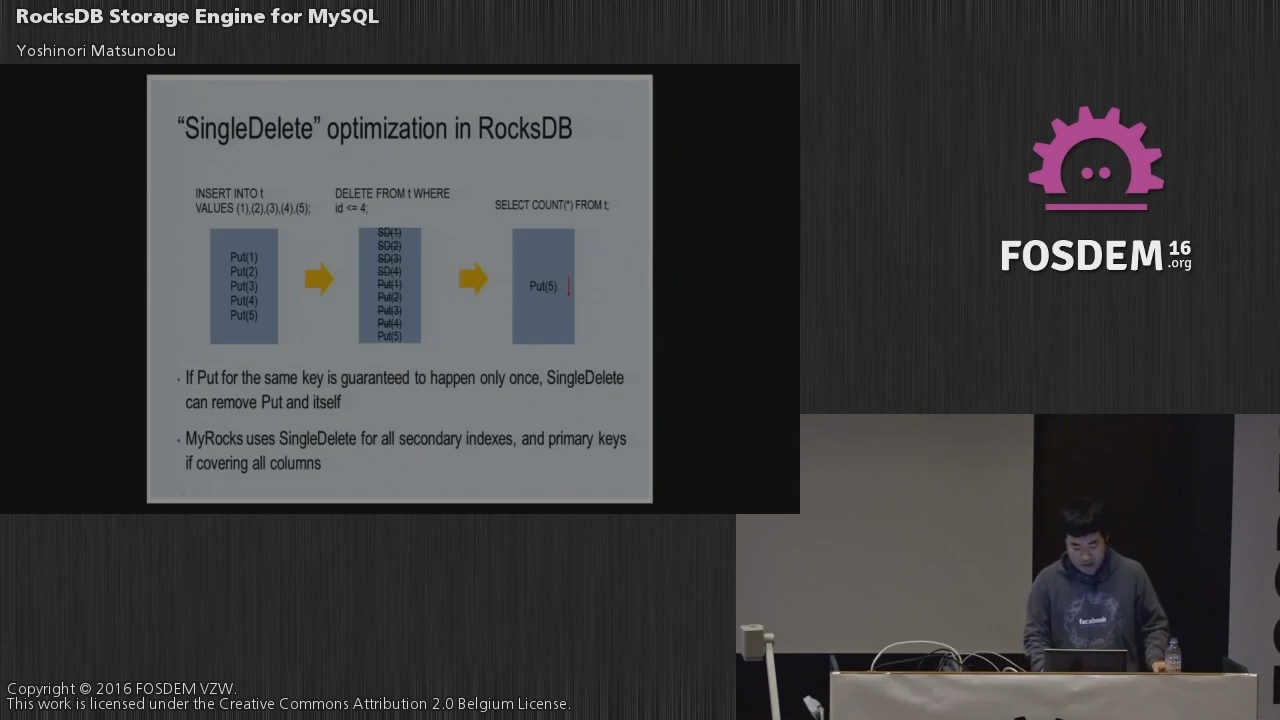 RocksDB Storage Engine for MySQL
Yoshinori Matsunobu
“SingleDelete” optimization in RocksDB
INSERT INTO t
VALUES (1),(2),(3),(4),(5);
DELETE FROM t WHERE
id <= 4;
SELECT COUNT(*) FROM t;
Put(1)
Put(2)
Put(3)
Put(4)
Put(5)
SD(1)
SD(2)
SD(3)
SD(4)
Put(1)
Put(2)
Put(3)
Put(4)
Put(5)
Put(5)
· If Put for the same key is guaranteed to happen only once, SingleDelete
can remove Put and itself
· MyRocks uses SingleDelete for all secondary indexes, and primary keys
if covering all columns
FOSDEM 16
.org
facebook
Copyright © 2016 FOSDEM VZW.
This work is licensed under the Creative Commons Attribution 2.0 Belgium License.